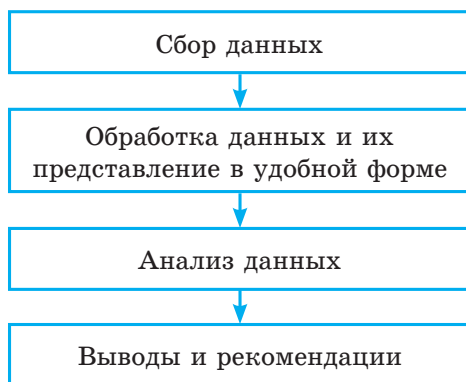 Сбор данных
Обработка данных и их
представление в удобной форме
Анализ данных
Выводы и рекомендации